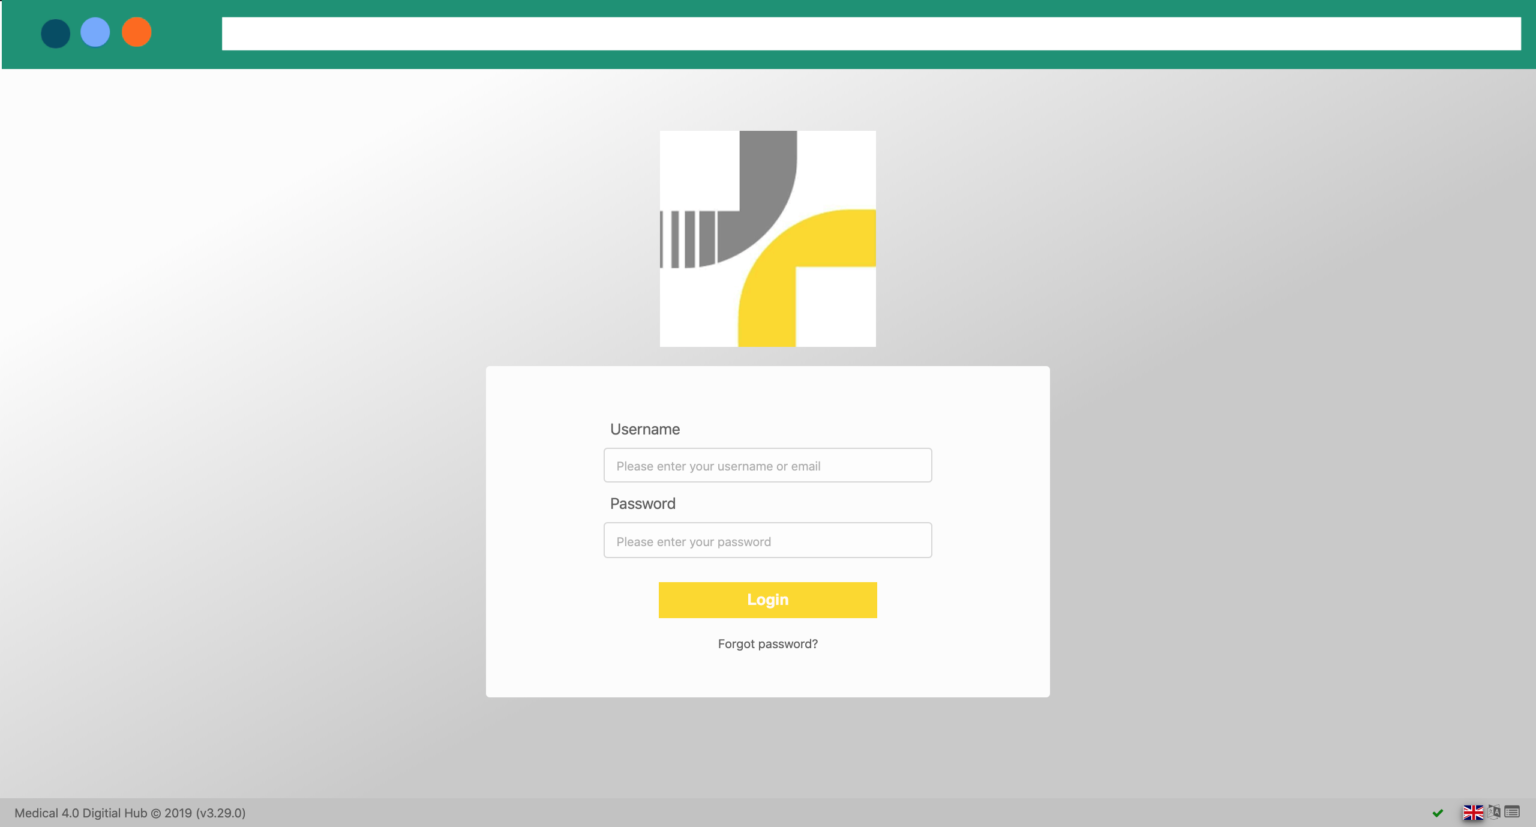 Username
Please enter your username or email
Password
Please enter your password
Login
Forgot password?
Medical 4.0 Digitial Hub © 2019 (v3.29.0)